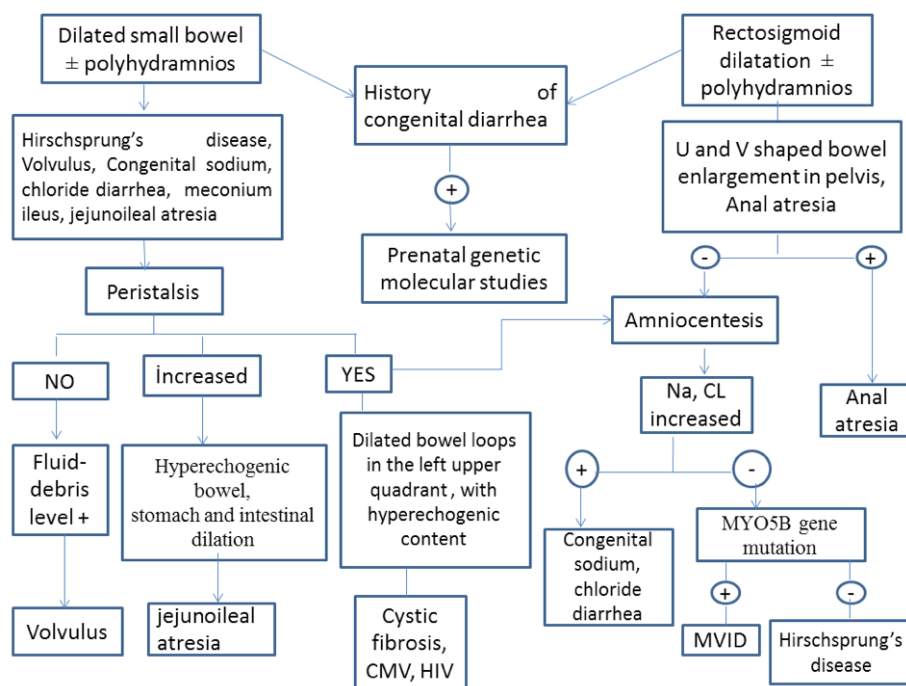 Dilated small bowel
± polyhydramnios
History of
congenital diarrhea
Rectosigmoid
dilatation ±
polyhydramnios
Hirschsprung's disease,
Volvulus, Congenital sodium,
chloride diarrhea, meconium
ileus, jejunoileal atresia
+
Prenatal genetic
molecular studies
U and V shaped bowel
enlargement in pelvis,
Anal atresia
-
+
Peristalsis
Amniocentesis
NO
İncreased
YES
Na, CL
increased
Anal
atresia
Fluid-
debris
level +
Hyperechogenic
bowel,
stomach and intestinal
dilation
Dilated bowel loops
in the left upper
quadrant , with
hyperechogenic
content
+
-
Congenital
sodium,
chloride
diarrhea
MYO5B gene
mutation
+
-
Volvulus
jejunoileal
atresia
Cystic
fibrosis,
CMV, HIV
MVID
Hirschsprung's
disease